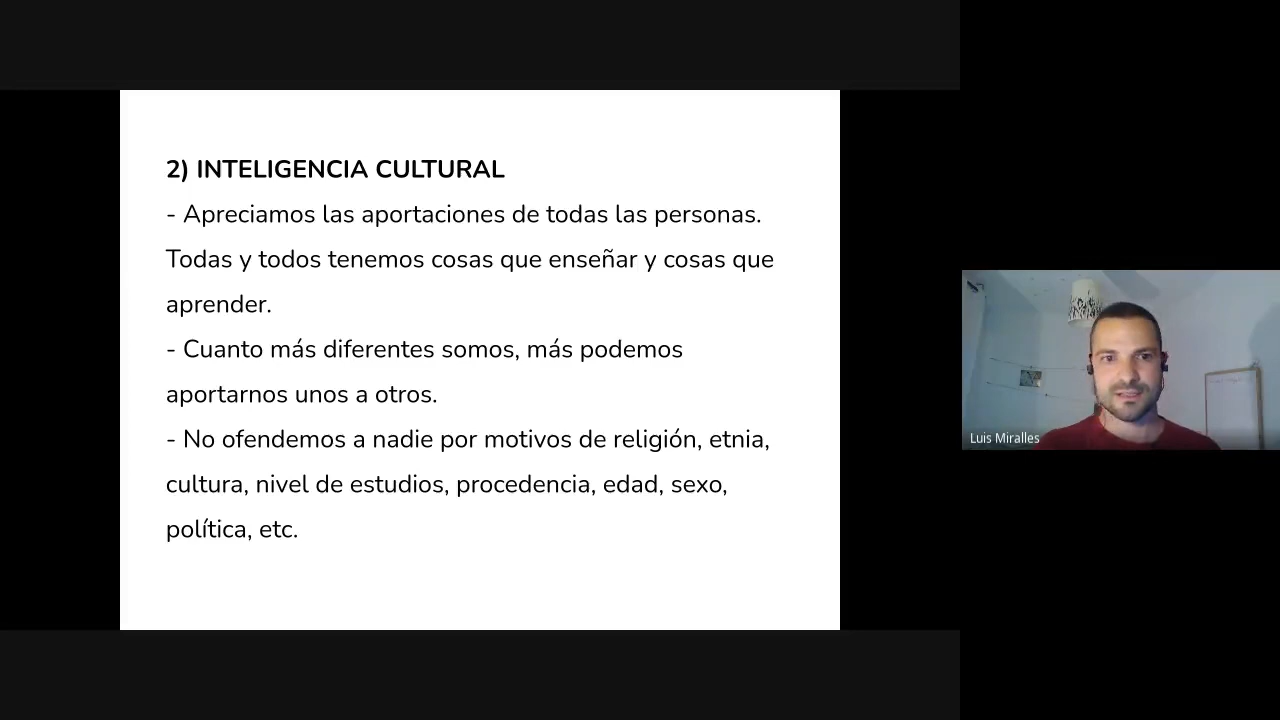 2) INTELIGENCIA CULTURAL
- Apreciamos las aportaciones de todas las personas.
Todas y todos tenemos cosas que enseñar y cosas que
aprender.
- Cuanto más diferentes somos, más podemos
aportarnos unos a otros.
- No ofendemos a nadie por motivos de religión, etnia,
cultura, nivel de estudios, procedencia, edad, sexo,
política, etc.
Luis Miralles